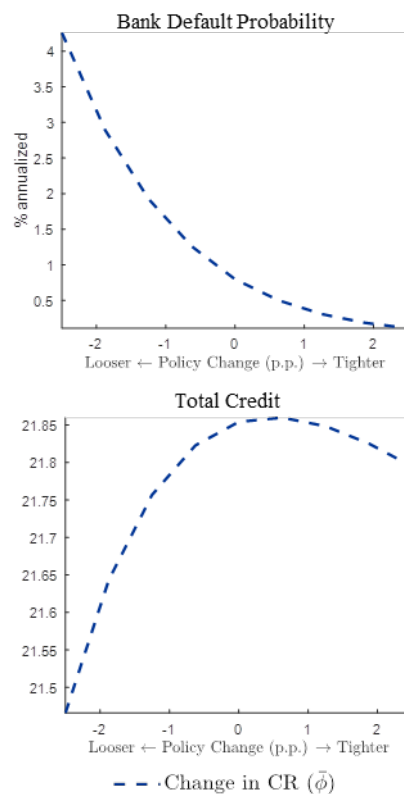 Bank Default Probability
4
3.5
3
2.5
2
1.5
1
0.5
% annualized
-2 -1 0 1 2
Looser ← Policy Change (p.p.) → Tighter
Total Credit
21.85
21.8
21.75
21.7
21.65
21.6
21.55
21.5
-2 -1 0 1 2
Looser ← Policy Change (p.p.) → Tighter
Change in CR (ϕ̄)